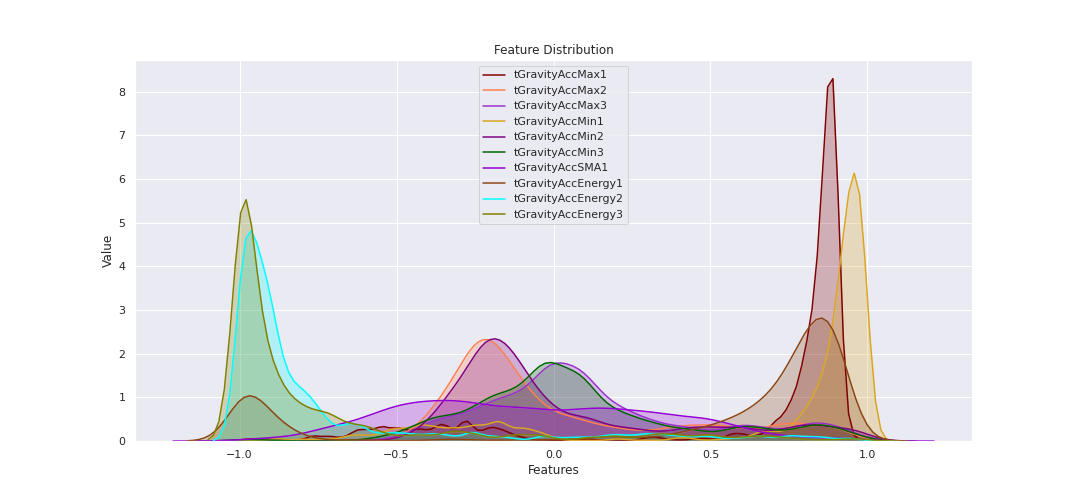 Feature Distribution
tGravityAccMax1
tGravityAccMax2
tGravityAccMax3
tGravityAccMin1
tGravityAccMin2
tGravityAccMin3
tGravityAccSMA1
tGravityAccEnergy1
tGravityAccEnergy2
tGravityAccEnergy3
Value
8
7
6
5
4
3
2
1
0
−1.0
−0.5
0.0
0.5
1.0
Features